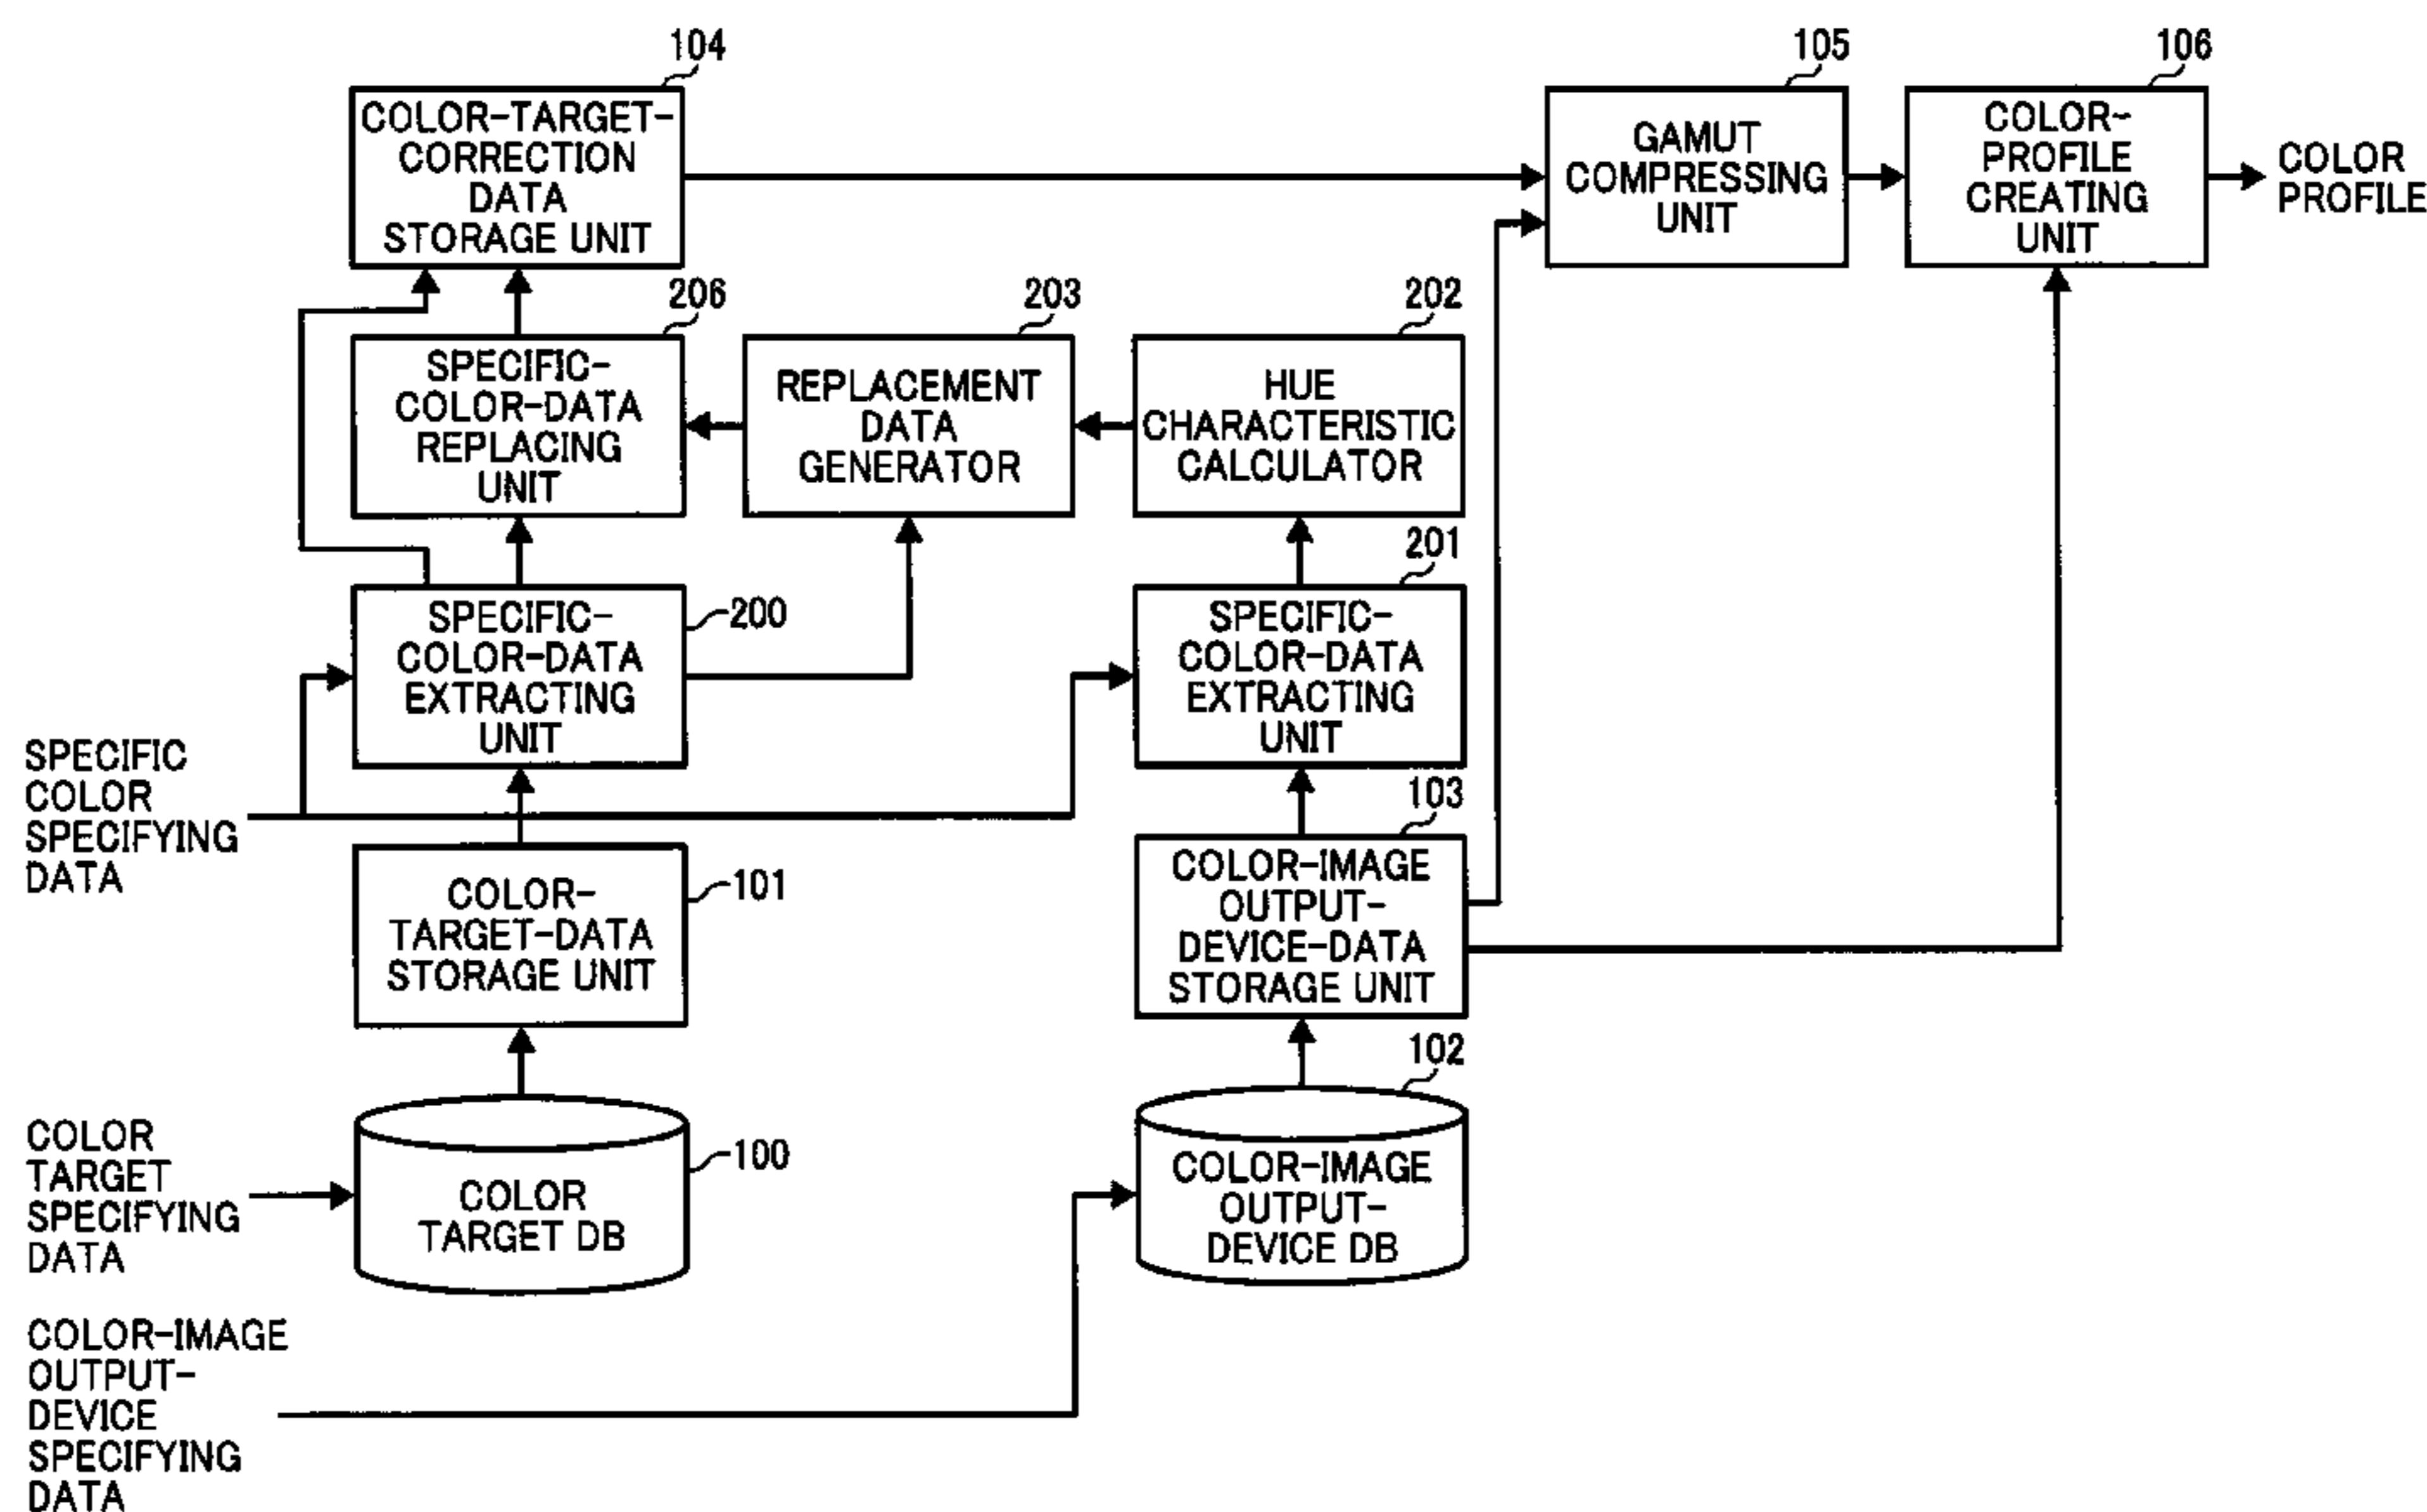 104
COLOR-TARGET-
CORRECTION
DATA
STORAGE UNIT
105
GAMUT
COMPRESSING
UNIT
106
COLOR-
PROFILE
CREATING
UNIT
COLOR
PROFILE
206
SPECIFIC-
COLOR-DATA
REPLACING
UNIT
203
REPLACEMENT
DATA
GENERATOR
202
HUE
CHARACTERISTIC
CALCULATOR
200
SPECIFIC-
COLOR-DATA
EXTRACTING
UNIT
201
SPECIFIC-
COLOR-DATA
EXTRACTING
UNIT
SPECIFIC
COLOR
SPECIFYING
DATA
101
COLOR-
TARGET-DATA
STORAGE UNIT
103
COLOR-IMAGE
OUTPUT-
DEVICE-DATA
STORAGE UNIT
COLOR
TARGET
SPECIFYING
DATA
100
COLOR
TARGET DB
102
COLOR-IMAGE
OUTPUT-
DEVICE DB
COLOR-IMAGE
OUTPUT-
DEVICE
SPECIFYING
DATA